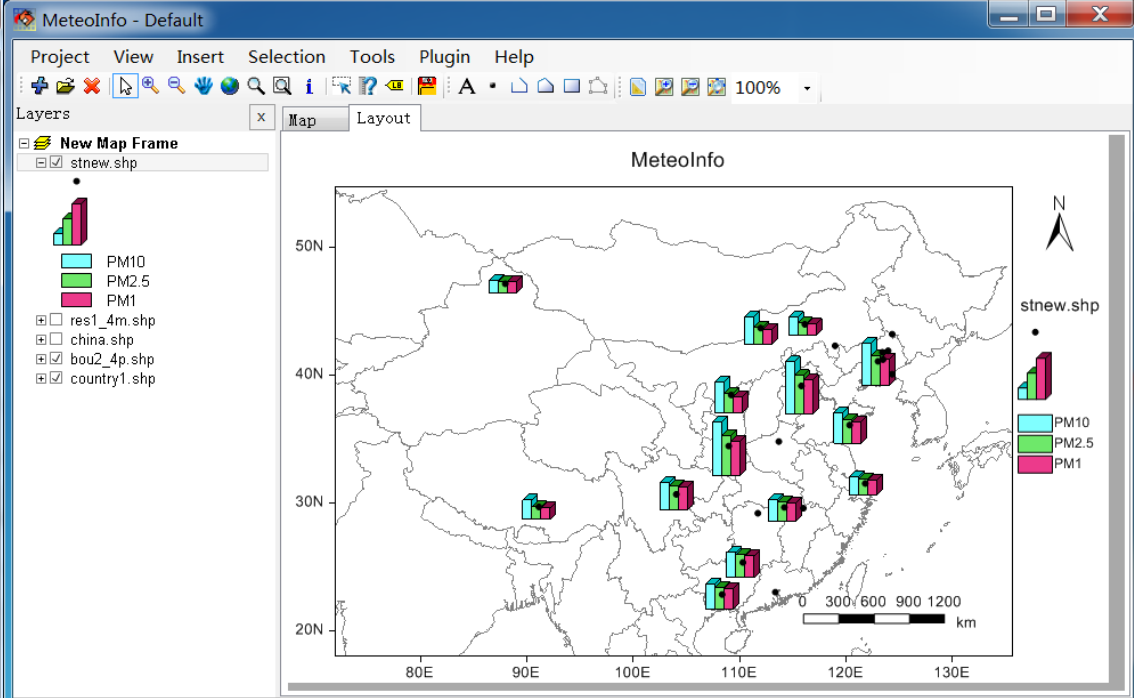 MeteoInfo - Default
Project View Insert Selection Tools Plugin Help
A LB 100%
Layers x
Map Layout
New Map Frame
stnew.shp
PM10
PM2.5
PM1
res1_4m.shp
china.shp
bou2_4p.shp
country1.shp
MeteoInfo
50N
40N
30N
20N
80E 90E 100E 110E 120E 130E
0 300 600 900 1200
km
N
stnew.shp
PM10
PM2.5
PM1